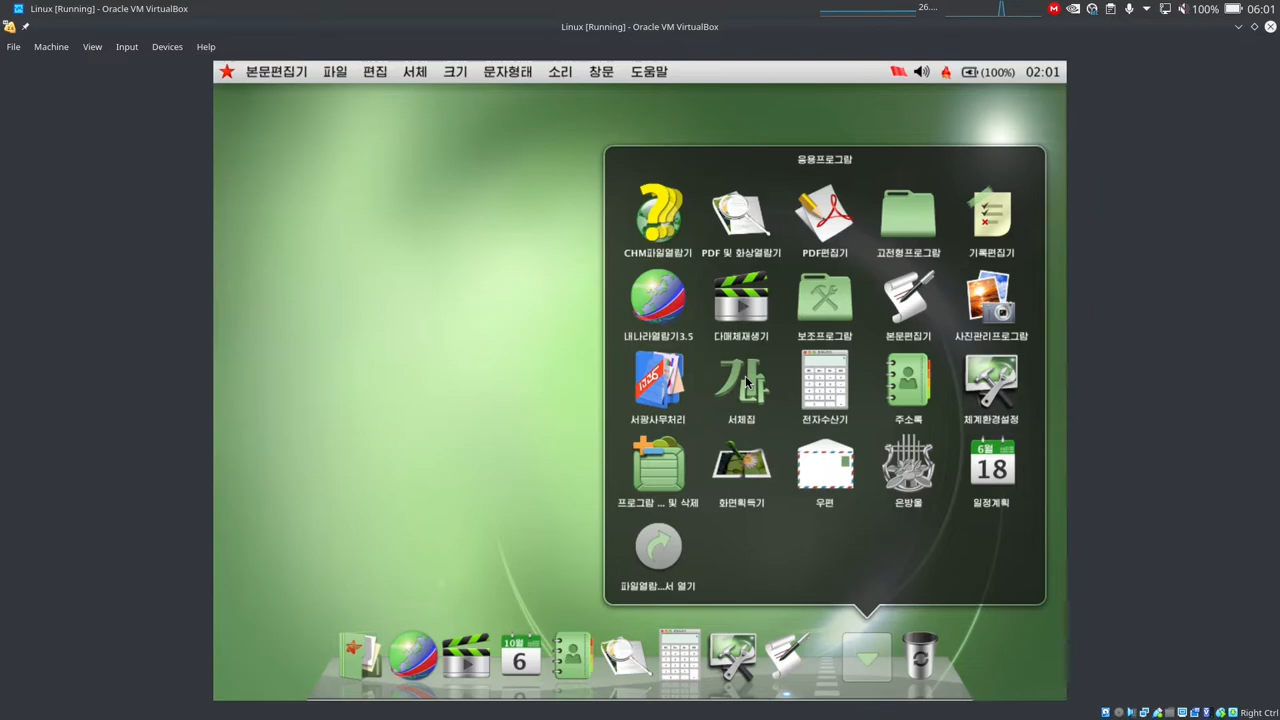 Linux [Running] - Oracle VM VirtualBox
26.... 100% 06:01
Linux [Running] - Oracle VM VirtualBox
File Machine View Input Devices Help
본문편집기 파일 편집 서체 크기 문자형태 소리 창문 도움말 (100%) 02:01
응용프로그람
CHM파일열람기 PDF 및 화상열람기 PDF편집기 고전형프로그람 기록편집기
내나라열람기3.5 다매체재생기 보조프로그람 본문편집기 사진관리프로그람
서광사무처리 서체집 전자수산기 주소록 체계환경설정
6월
18
프로그람 ... 및 삭제 화면획득기 우편 은방울 일정계획
파일열람...서 열기
10월
6
Right Ctrl